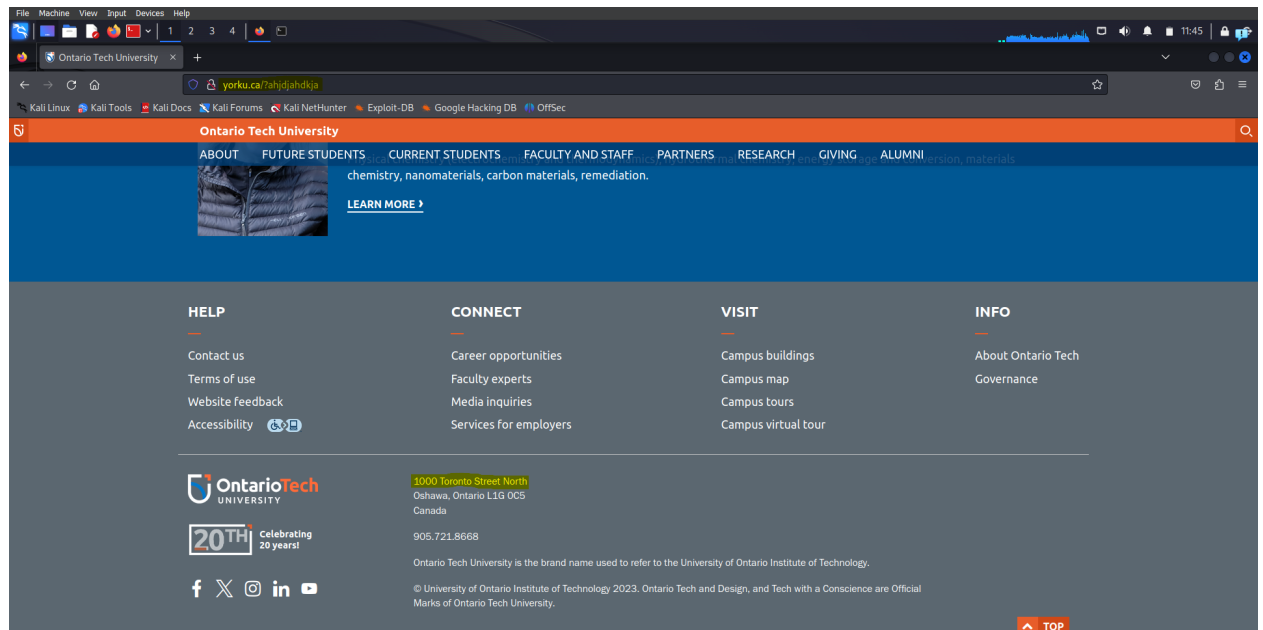 File Machine View Input Devices Help
1 2 3 4 11:45
Ontario Tech University × +
yorku.ca/?ahjdjahdkja
Kali Linux Kali Tools Kali Docs Kali Forums Kali NetHunter Exploit-DB Google Hacking DB OffSec
Ontario Tech University
ABOUT FUTURE STUDENTS CURRENT STUDENTS FACULTY AND STAFF PARTNERS RESEARCH GIVING ALUMNI
chemistry, nanomaterials, carbon materials, remediation.
LEARN MORE
HELP CONNECT VISIT INFO
Contact us Career opportunities Campus buildings About Ontario Tech
Terms of use Faculty experts Campus map Governance
Website feedback Media inquiries Campus tours
Accessibility Services for employers Campus virtual tour
OntarioTech
UNIVERSITY
20TH Celebrating
20 years!
1000 Toronto Street North
Oshawa, Ontario L1G 0C5
Canada
905.721.8668
Ontario Tech University is the brand name used to refer to the University of Ontario Institute of Technology.
© University of Ontario Institute of Technology 2023. Ontario Tech and Design, and Tech with a Conscience are Official
Marks of Ontario Tech University.
TOP